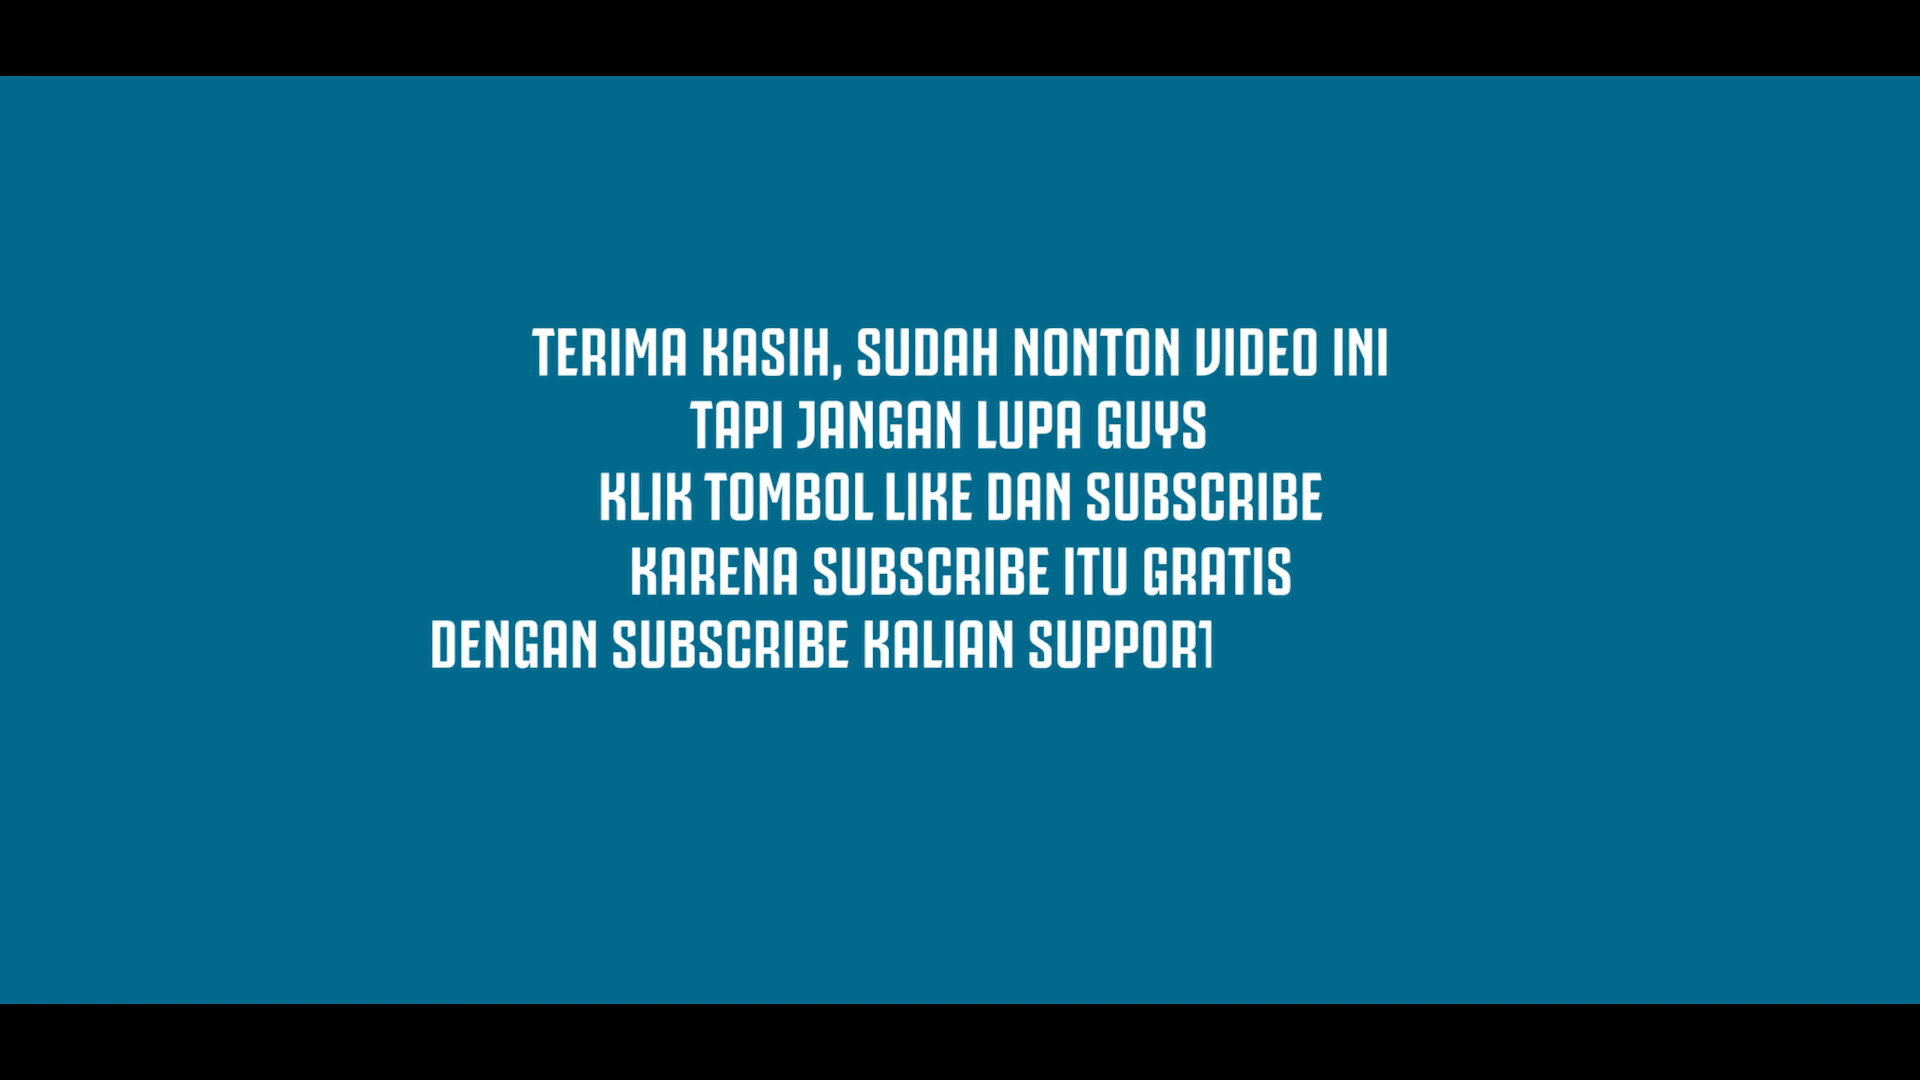 TERIMA KASIH, SUDAH NONTON VIDEO INI
TAPI JANGAN LUPA GUYS
KLIK TOMBOL LIKE DAN SUBSCRIBE
KARENA SUBSCRIBE ITU GRATIS
DENGAN SUBSCRIBE KALIAN SUPPORT